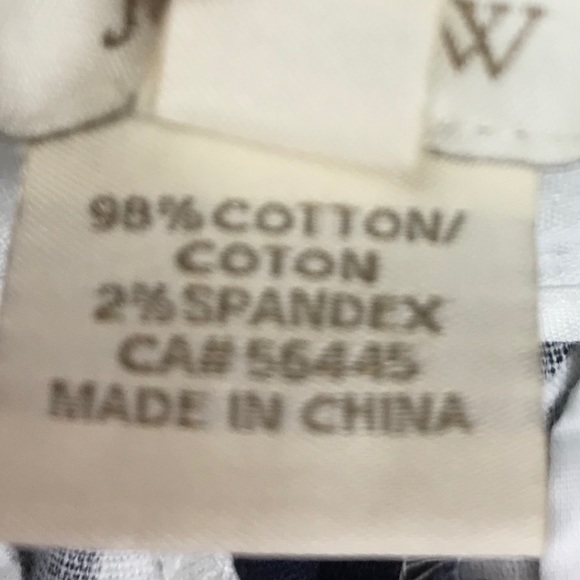 J W
98% COTTON/
COTON
2% SPANDEX
CA# 56445
MADE IN CHINA